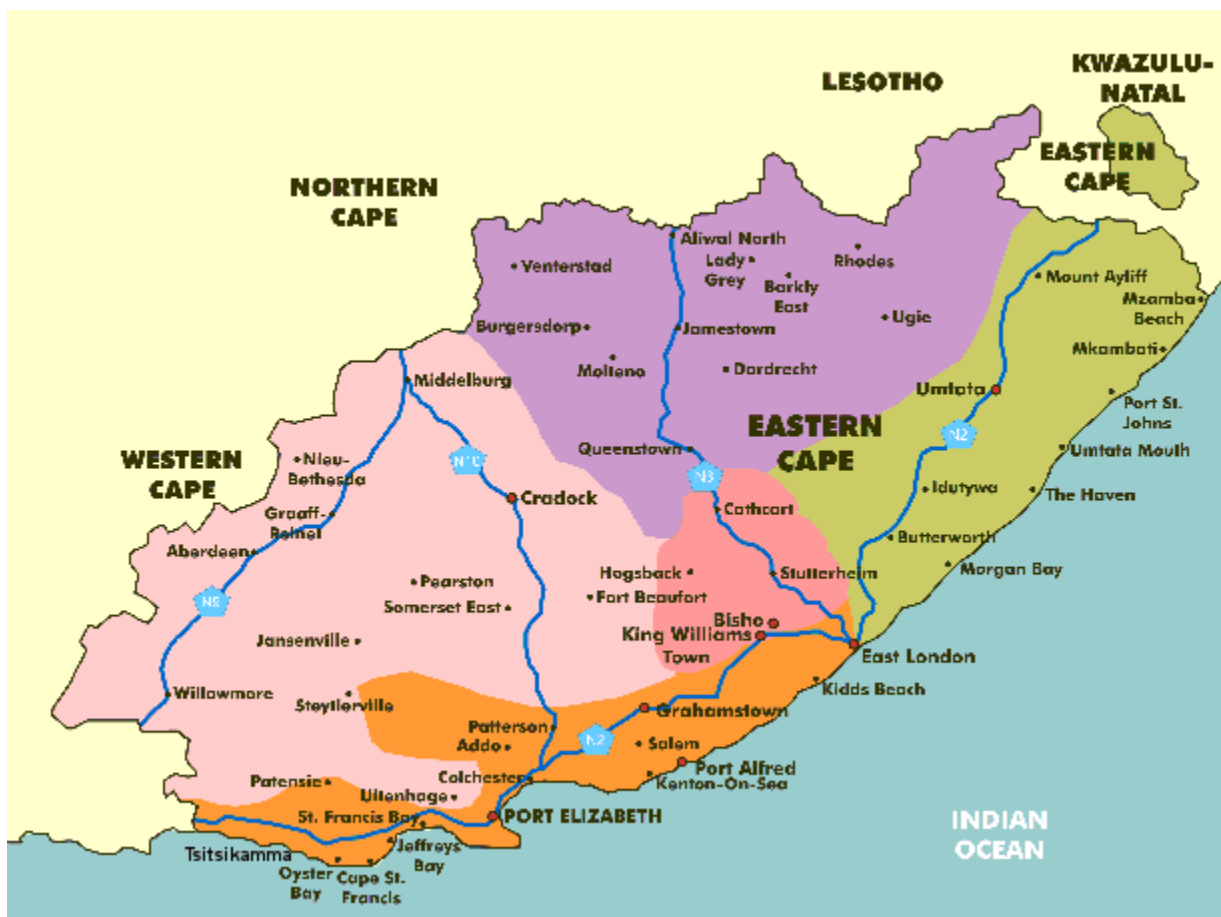 KWAZULU-
NATAL
LESOTHO
EASTERN
CAPE
NORTHERN
CAPE
Aliwal North
Lady
Grey
Rhodes
Venterstad
Barkly
East
Mount Ayliff
Mzamba
Beach
Burgersdorp
Jamestown
Ugie
Mkambati
Molteno
Dordrecht
Middelburg
Umtata
Port St.
Johns
EASTERN
CAPE
N2
Queenstown
Umtata Mouth
WESTERN
CAPE
Nieu-
Bethesda
N10
Cradock
Idutywa
The Haven
Graaff-
Reinet
Cathcart
Aberdeen
Butterworth
Hogsback
Stutterheim
Morgan Bay
Pearston
Fort Beaufort
N9
Somerset East
Bisho
King Williams
Town
Jansenville
East London
Kidds Beach
Willowmore
Steytlerville
Grahamstown
Patterson
N2
Addo
Salem
Port Alfred
Colchester
Kenton-On-Sea
Patensie
Uitenhage
St. Francis Bay
PORT ELIZABETH
INDIAN
OCEAN
Jeffreys
Bay
Tsitsikamma
Oyster
Bay
Cape St.
Francis